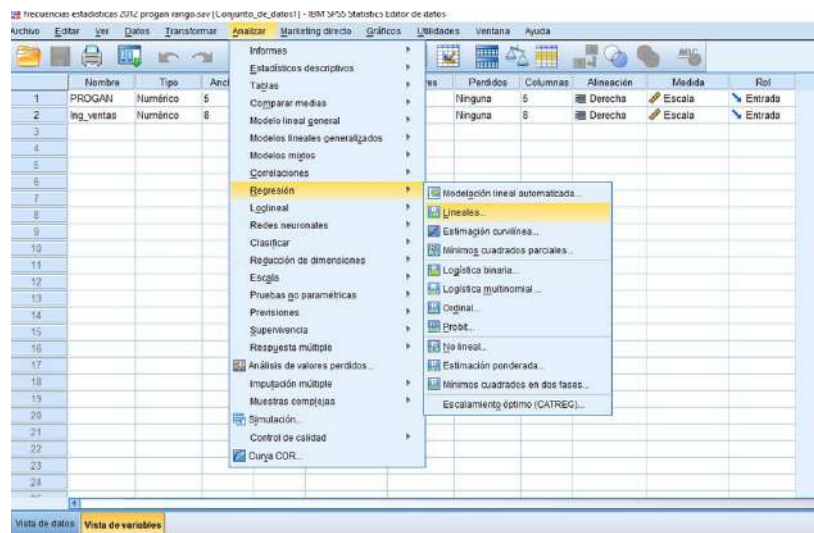 frecuencias estadisticas 2012 progan rango.sav [Conjunto_de_datos1] - IBM SPSS Statistics Editor de datos
Archivo Editar Ver Datos Transformar Analizar Marketing directo Gráficos Utilidades Ventana Ayuda
Nombre Tipo Anch res Perdidos Columnas Alineación Medida Rol
1 PROGAN Numérico 5 Ninguna 5 Derecha Escala Entrada
2 Ing_ventas Numérico 8 Ninguna 8 Derecha Escala Entrada
3
4
5
6
7
8
9
10
11
12
13
14
15
16
17
18
19
20
21
22
23
24
Informes
Estadísticos descriptivos
Tablas
Comparar medias
Modelo lineal general
Modelos lineales generalizados
Modelos mixtos
Correlaciones
Regresión
Loglineal
Redes neuronales
Clasificar
Reducción de dimensiones
Escala
Pruebas no paramétricas
Previsiones
Supervivencia
Respuesta múltiple
Análisis de valores perdidos...
Imputación múltiple
Muestras complejas
Simulación...
Control de calidad
Curva COR...
Modelación lineal automatizada...
Lineales...
Estimación curvilínea...
Mínimos cuadrados parciales...
Logística binaria...
Logística multinomial...
Ordinal...
Probit...
No lineal...
Estimación ponderada...
Mínimos cuadrados en dos fases...
Escalamiento óptimo (CATREG)...
Vista de datos Vista de variables